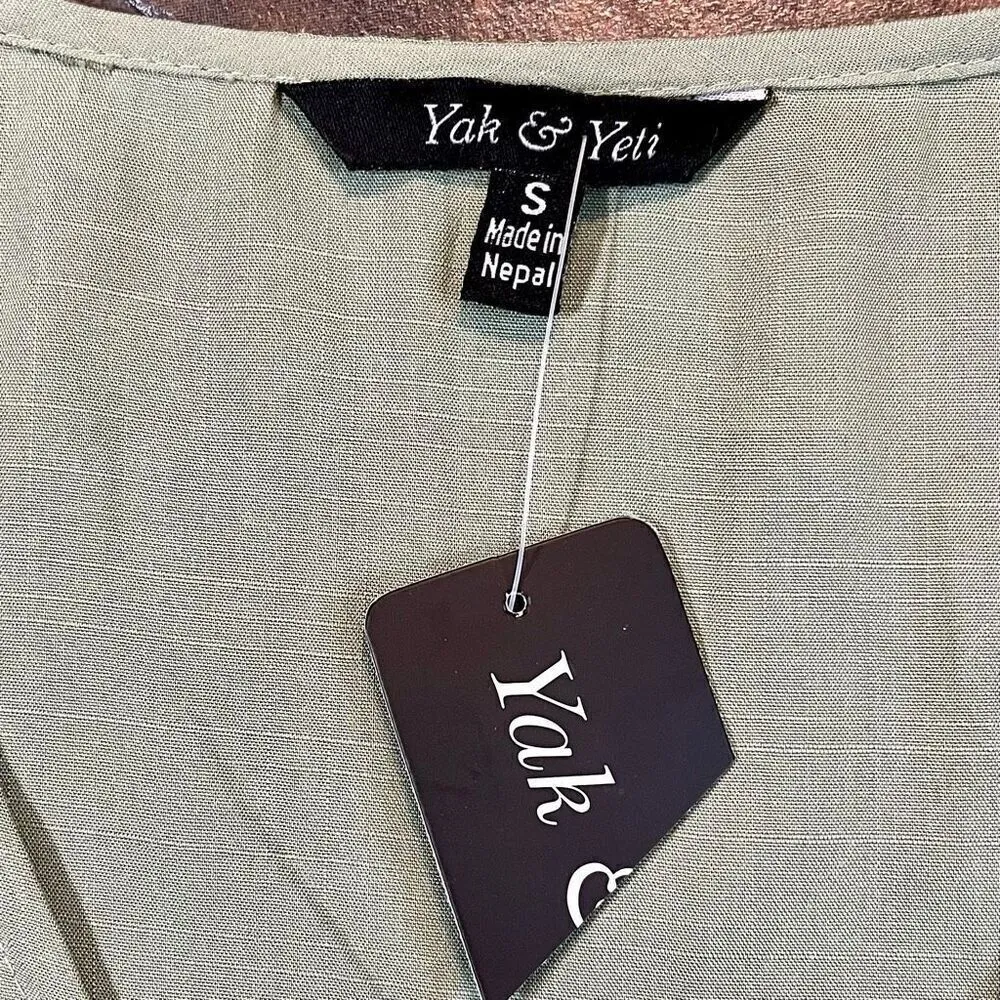 Yak & Yeti
S
Made in
Nepal
Yak &